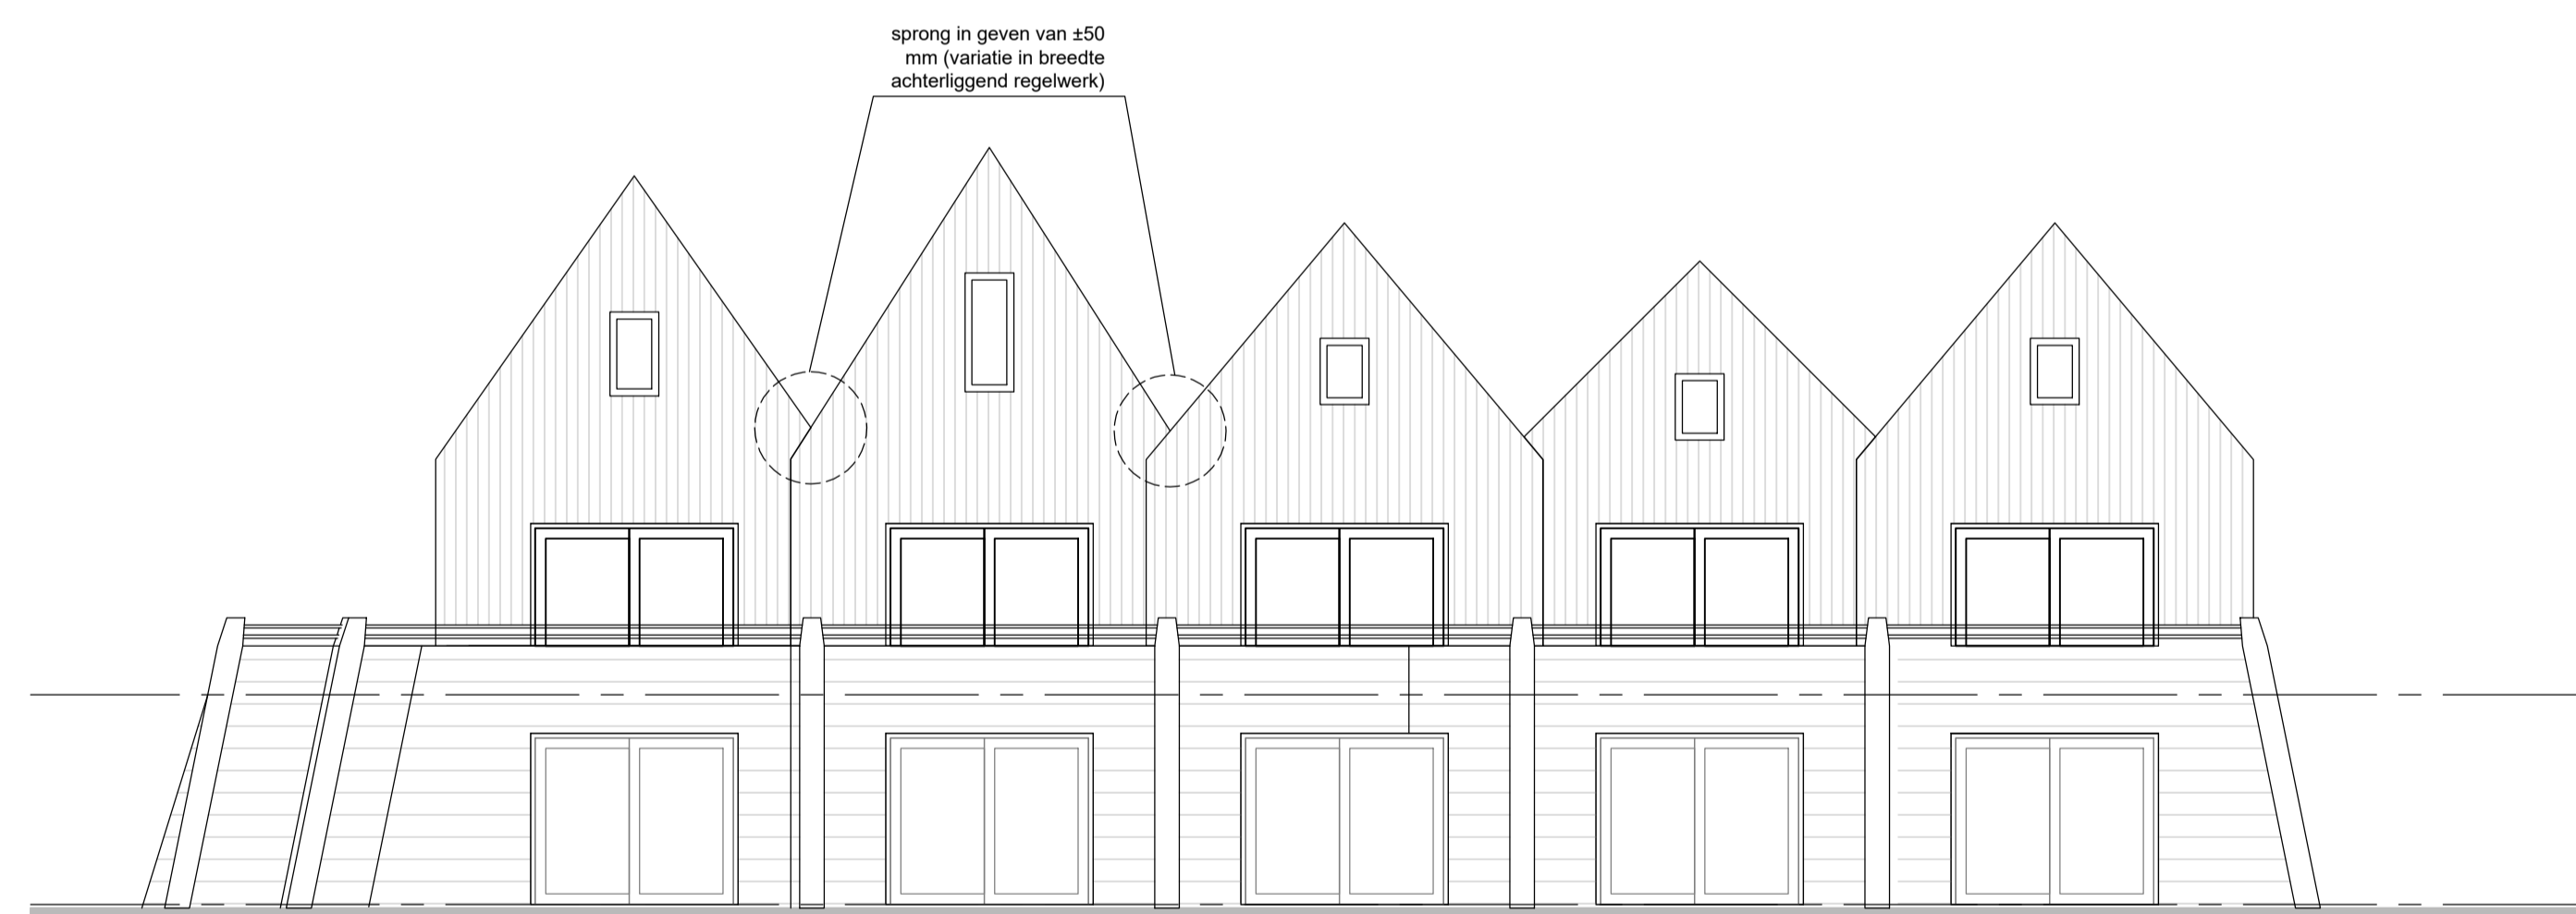 sprong in geven van ±50
mm (variatie in breedte
achterliggend regelwerk)